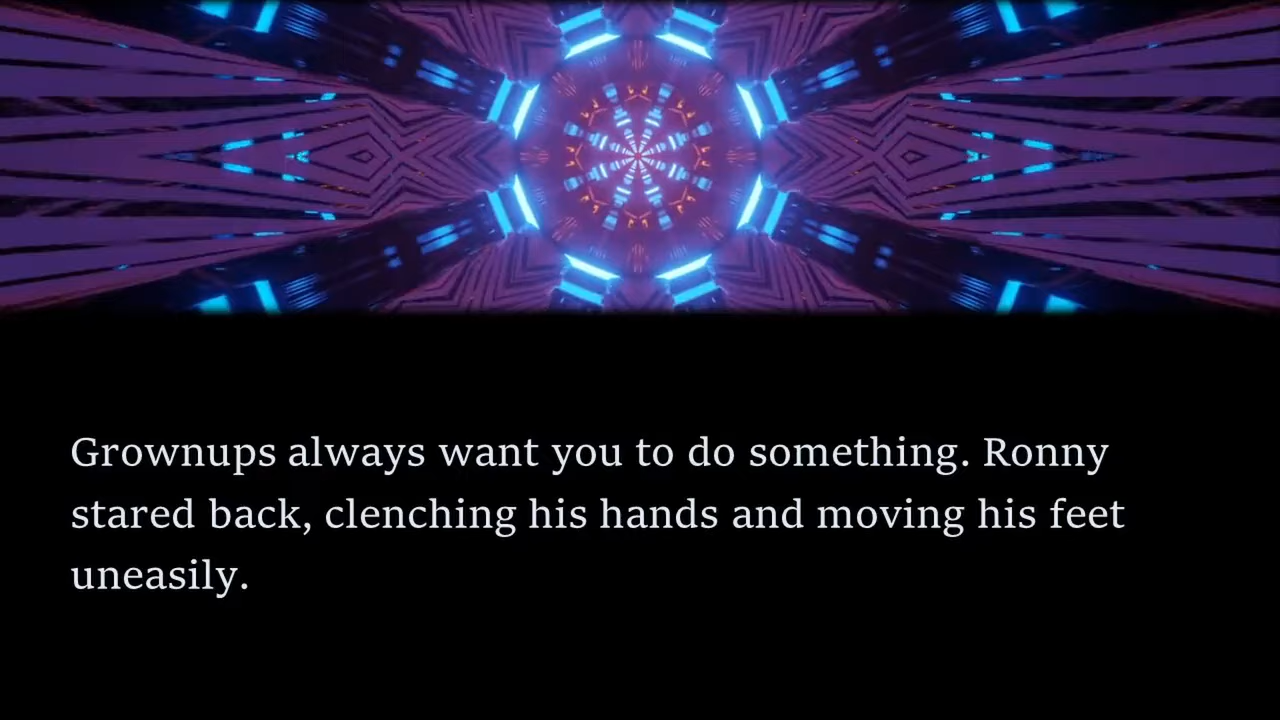 Grownups always want you to do something. Ronny
stared back, clenching his hands and moving his feet
uneasily.